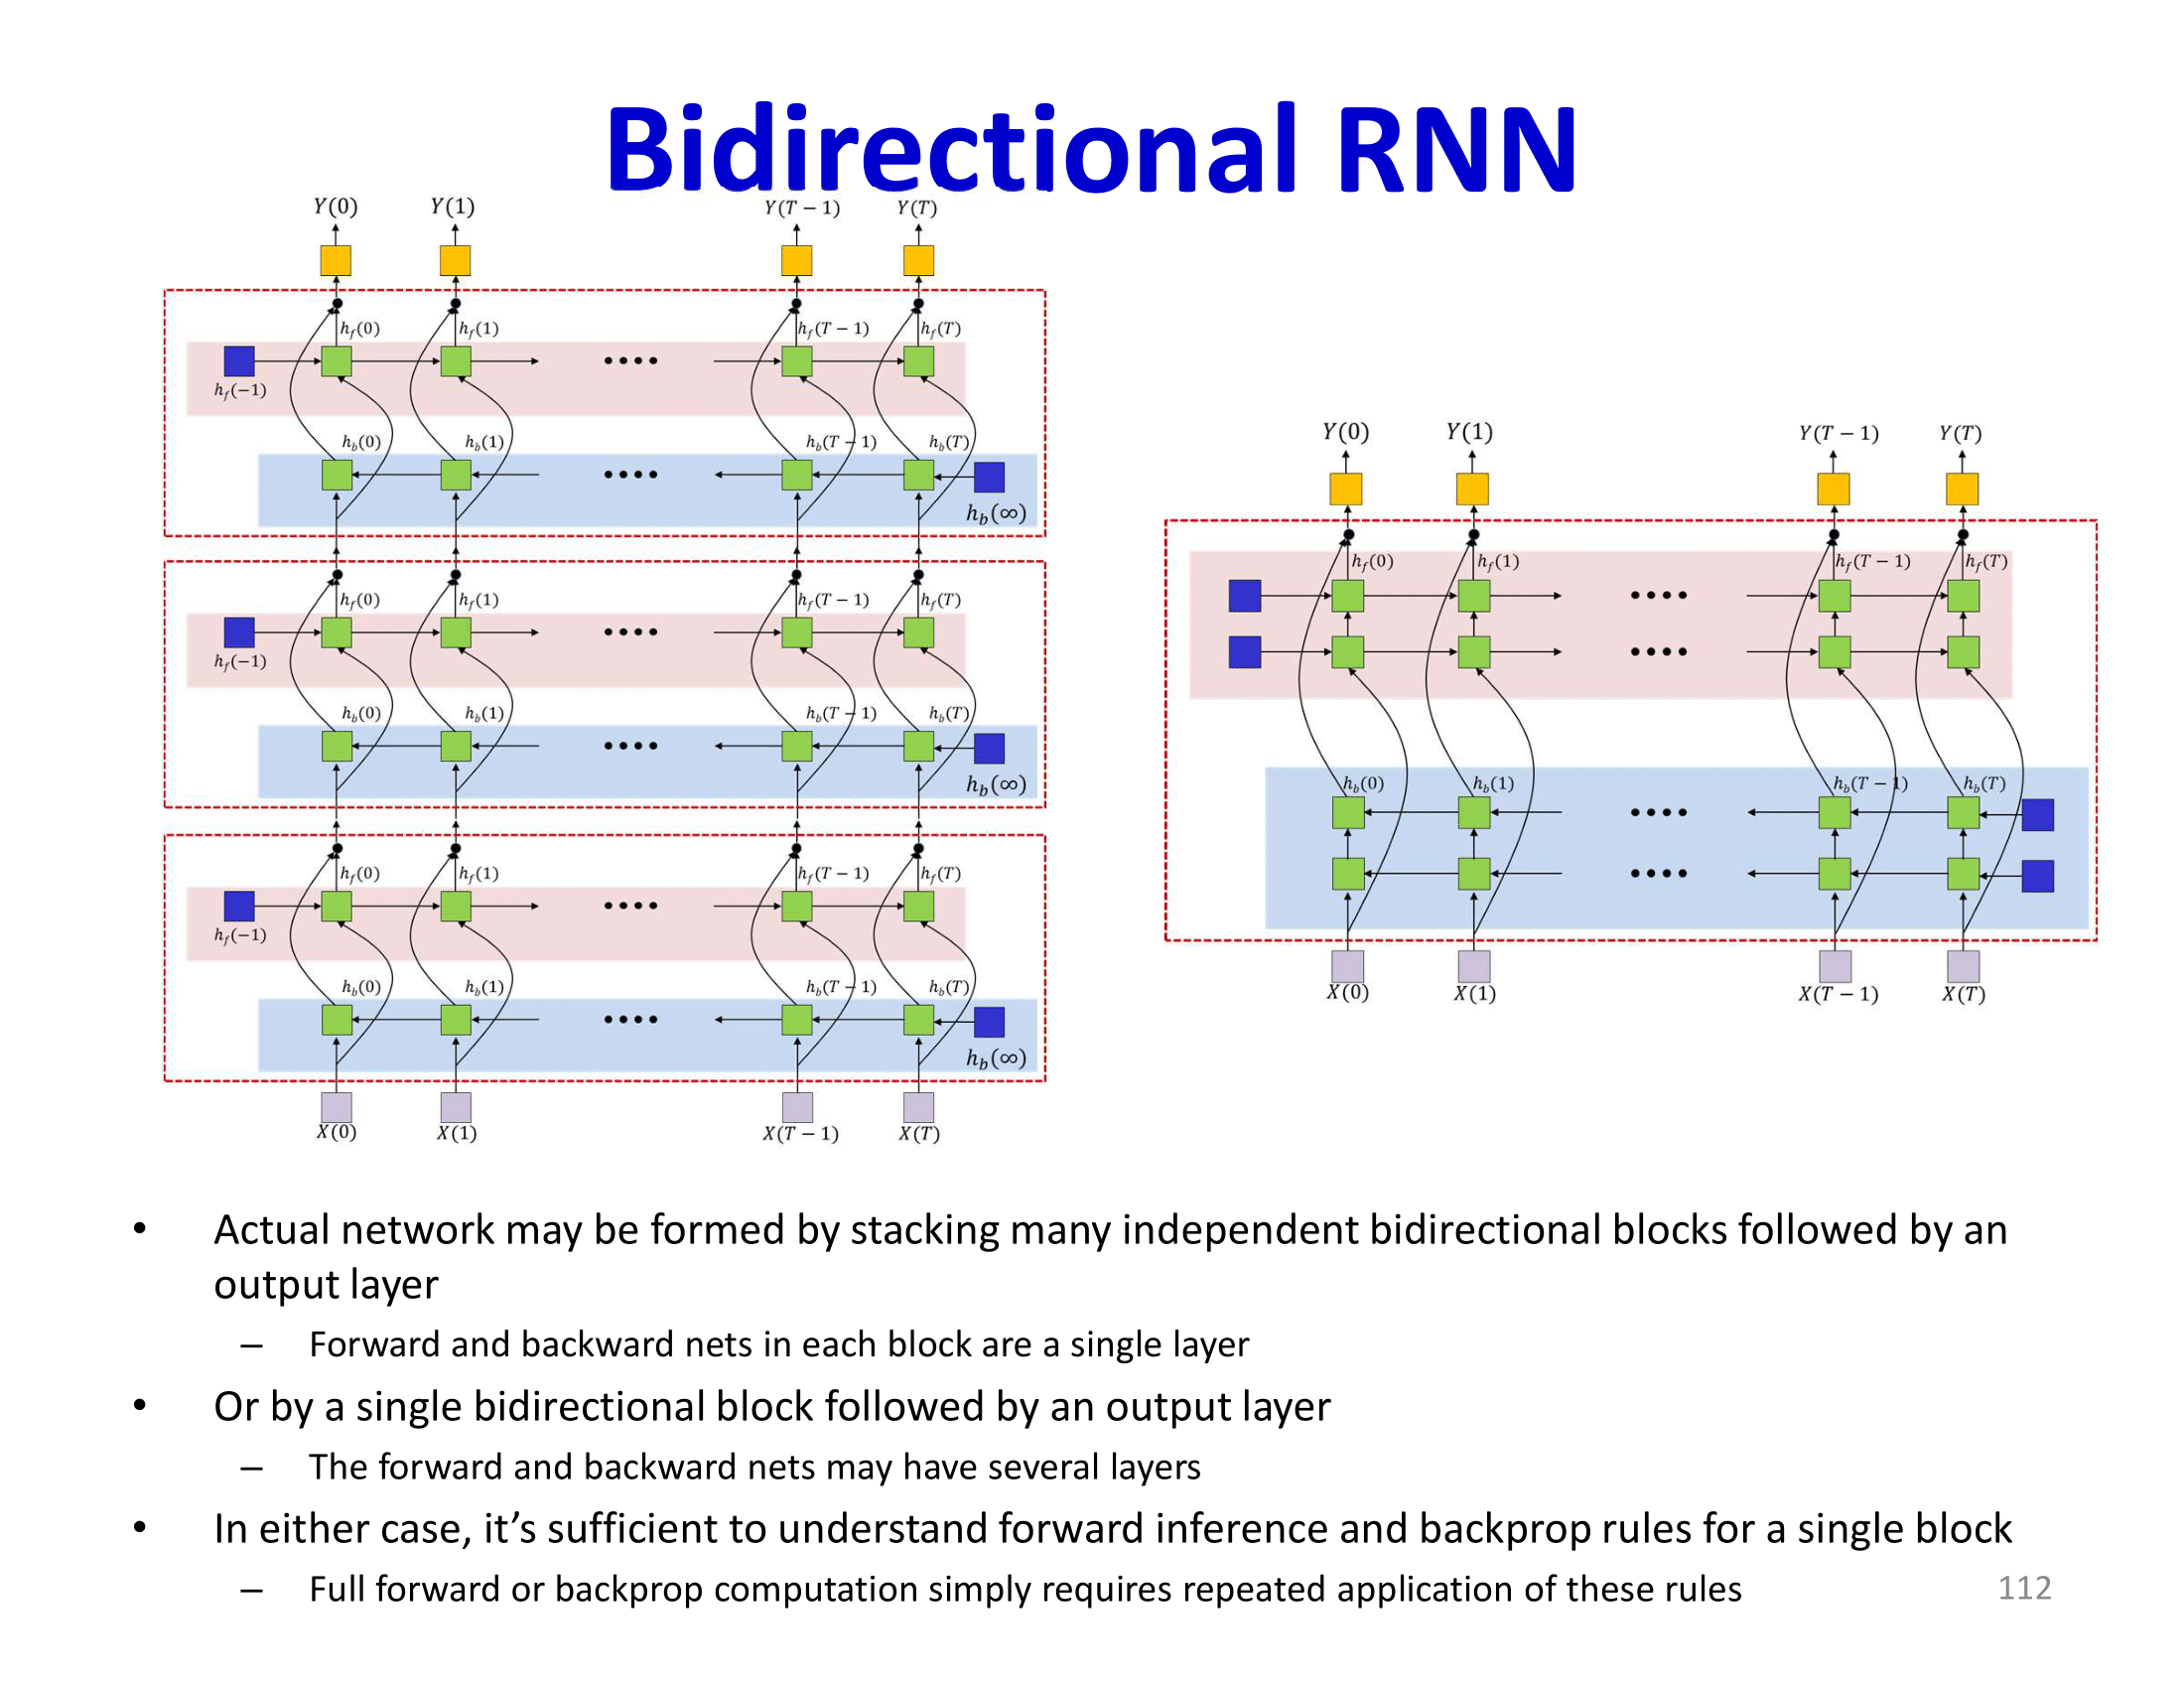 Bidirectional RNN
Y(0) Y(1) Y(T − 1) Y(T)
h_f(0) h_f(1) h_f(T − 1) h_f(T)
h_f(−1)
h_b(0) h_b(1) h_b(T − 1) h_b(T)
h_b(∞)
h_f(0) h_f(1) h_f(T − 1) h_f(T)
h_f(−1)
h_b(0) h_b(1) h_b(T − 1) h_b(T)
h_b(∞)
h_f(0) h_f(1) h_f(T − 1) h_f(T)
h_f(−1)
h_b(0) h_b(1) h_b(T − 1) h_b(T)
h_b(∞)
X(0) X(1) X(T − 1) X(T)
Y(0) Y(1) Y(T − 1) Y(T)
h_f(0) h_f(1) h_f(T − 1) h_f(T)
h_b(0) h_b(1) h_b(T − 1) h_b(T)
X(0) X(1) X(T − 1) X(T)
• Actual network may be formed by stacking many independent bidirectional blocks followed by an
output layer
– Forward and backward nets in each block are a single layer
• Or by a single bidirectional block followed by an output layer
– The forward and backward nets may have several layers
• In either case, it’s sufficient to understand forward inference and backprop rules for a single block
– Full forward or backprop computation simply requires repeated application of these rules
112